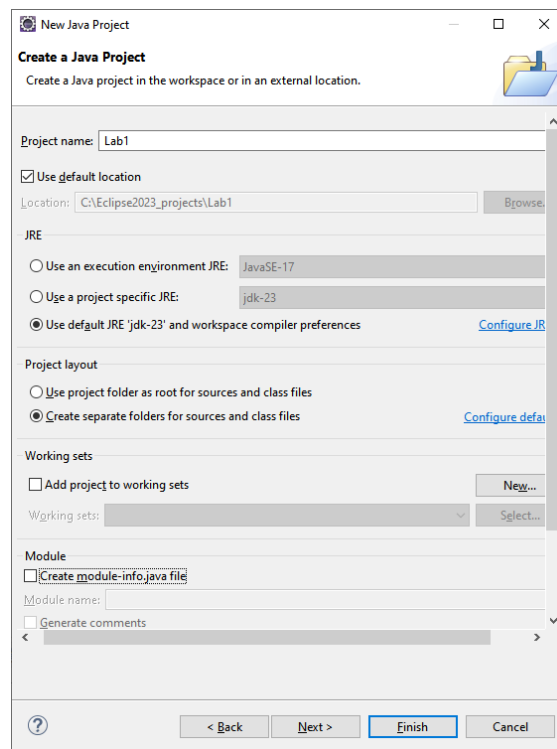 New Java Project
Create a Java Project
Create a Java project in the workspace or in an external location.
Project name: Lab1
Use default location
Location: C:\Eclipse2023_projects\Lab1 Browse.
JRE
Use an execution environment JRE: JavaSE-17
Use a project specific JRE: jdk-23
Use default JRE 'jdk-23' and workspace compiler preferences Configure JR
Project layout
Use project folder as root for sources and class files
Create separate folders for sources and class files Configure defau
Working sets
Add project to working sets New...
Working sets: Select...
Module
Create module-info.java file
Module name:
Generate comments
? < Back Next > Finish Cancel